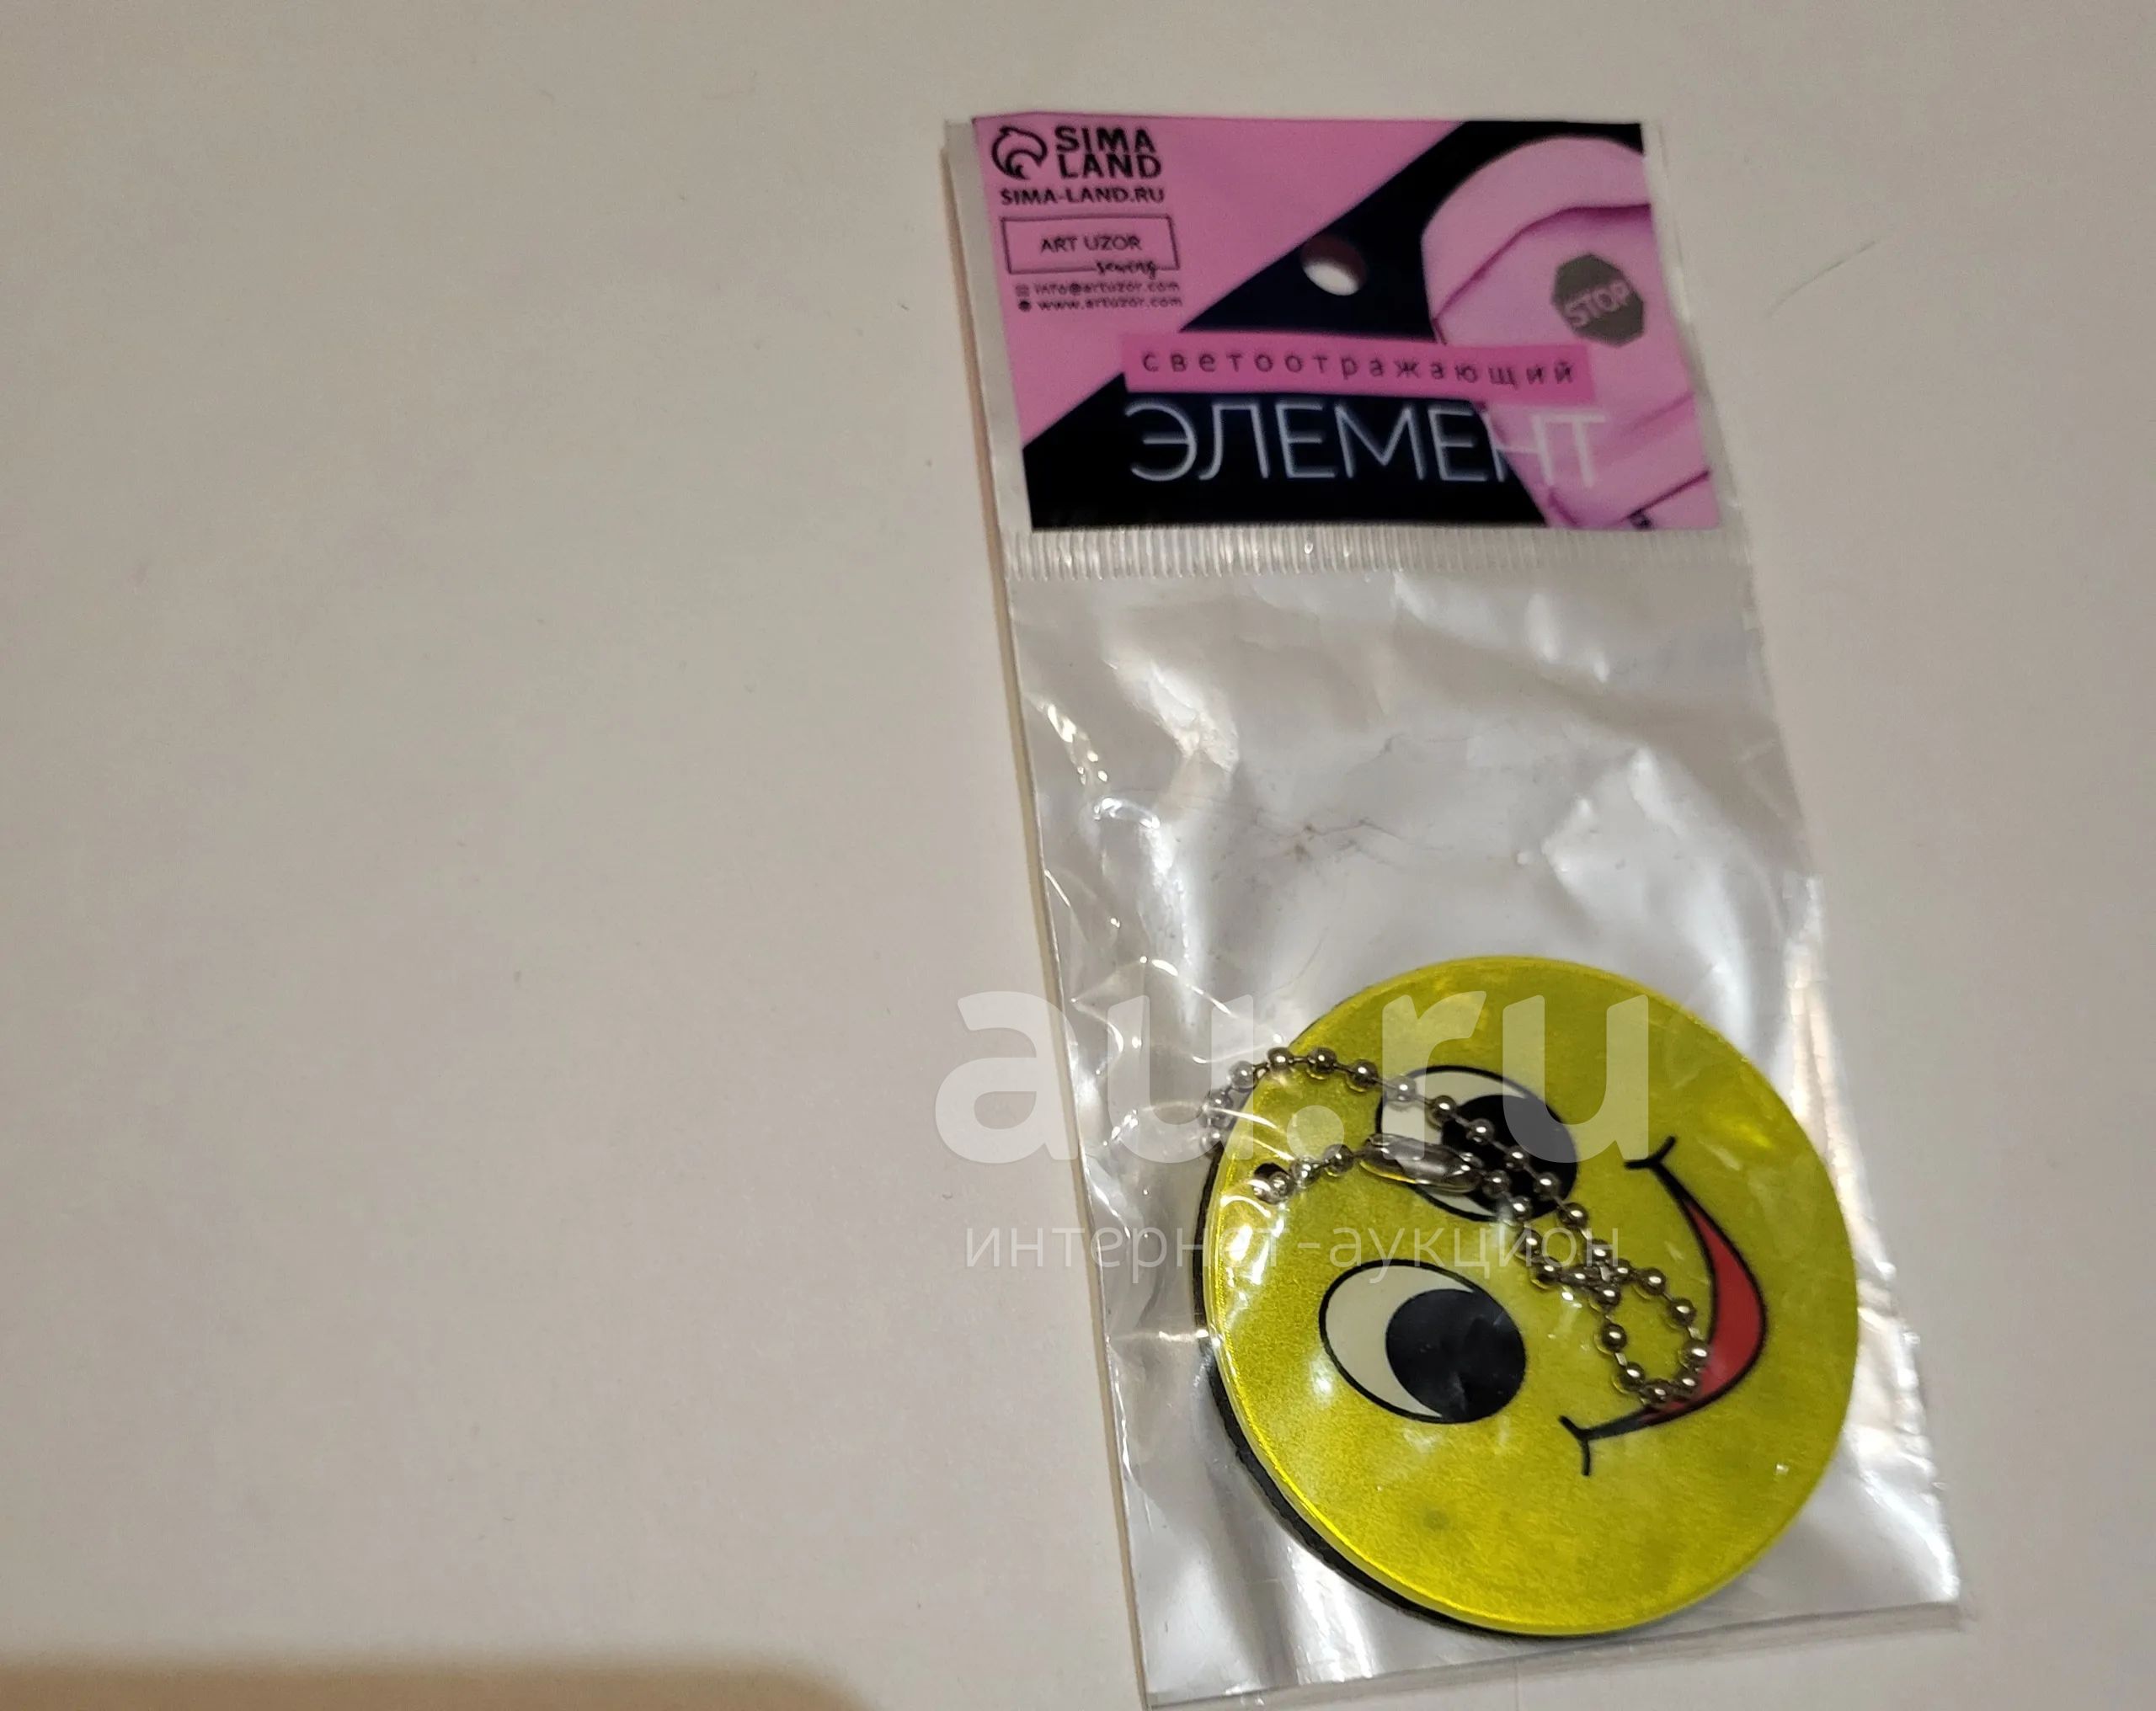 SIMA
LAND
SIMA-LAND.RU
ART UZOR
sewing
info@artuzor.com
www.artuzor.com
STOP
светоотражающий
ЭЛЕМЕНТ
au.ru
интернет-аукцион